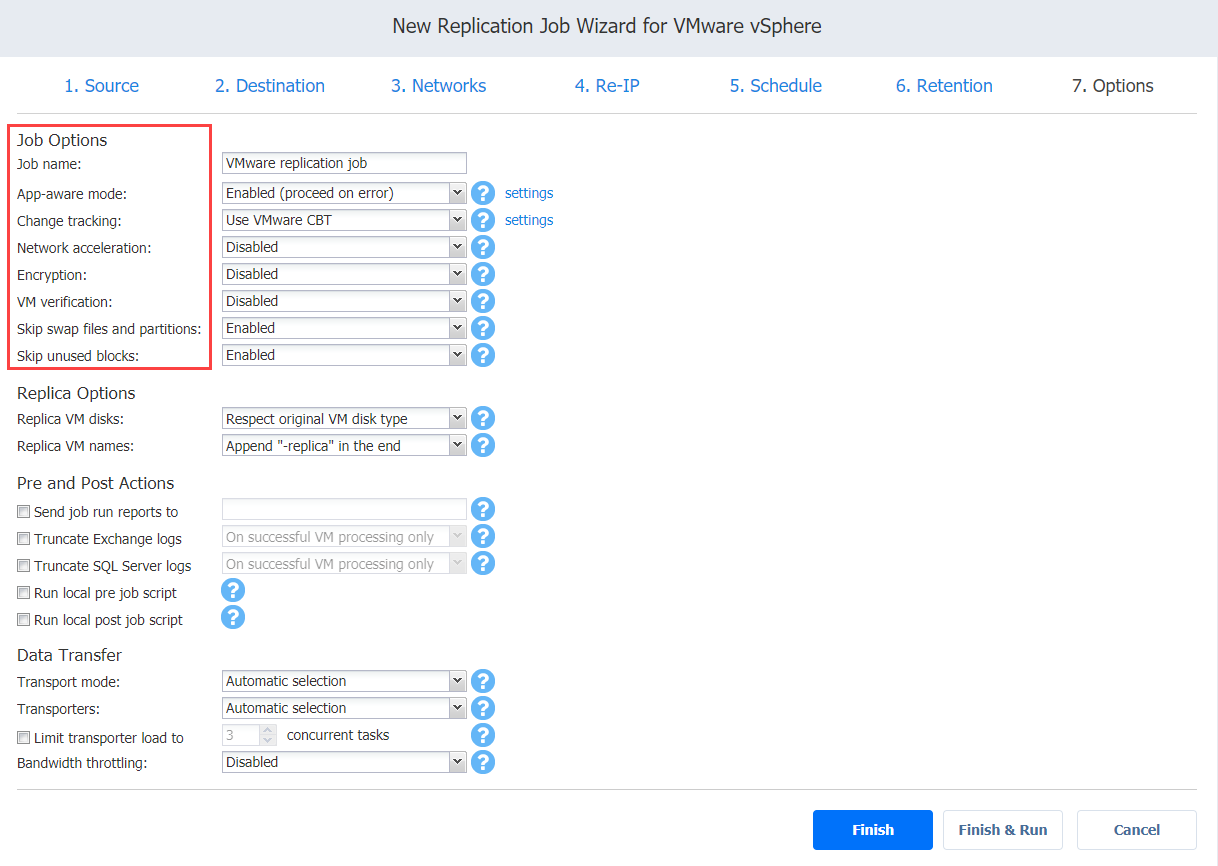 New Replication Job Wizard for VMware vSphere
1. Source 2. Destination 3. Networks 4. Re-IP 5. Schedule 6. Retention 7. Options
Job Options
Job name: VMware replication job
App-aware mode: Enabled (proceed on error) ? settings
Change tracking: Use VMware CBT ? settings
Network acceleration: Disabled ?
Encryption: Disabled ?
VM verification: Disabled ?
Skip swap files and partitions: Enabled ?
Skip unused blocks: Enabled ?
Replica Options
Replica VM disks: Respect original VM disk type ?
Replica VM names: Append "-replica" in the end ?
Pre and Post Actions
Send job run reports to ?
Truncate Exchange logs On successful VM processing only ?
Truncate SQL Server logs On successful VM processing only ?
Run local pre job script ?
Run local post job script ?
Data Transfer
Transport mode: Automatic selection ?
Transporters: Automatic selection ?
Limit transporter load to 3 concurrent tasks ?
Bandwidth throttling: Disabled ?
Finish Finish & Run Cancel